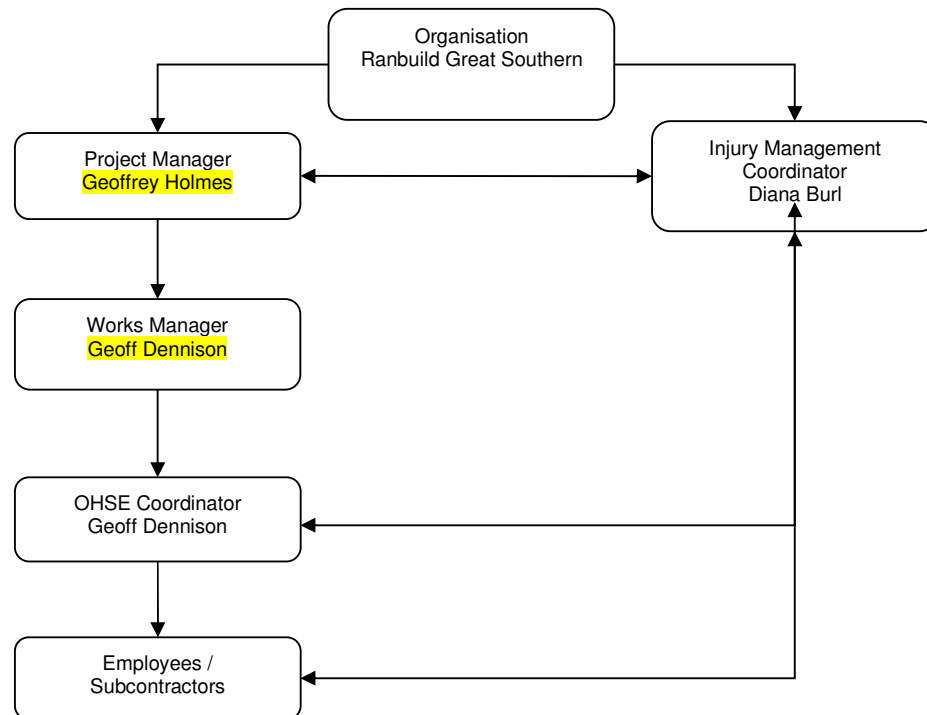 Organisation
Ranbuild Great Southern
Project Manager
Geoffrey Holmes
Injury Management
Coordinator
Diana Burl
Works Manager
Geoff Dennison
OHSE Coordinator
Geoff Dennison
Employees /
Subcontractors